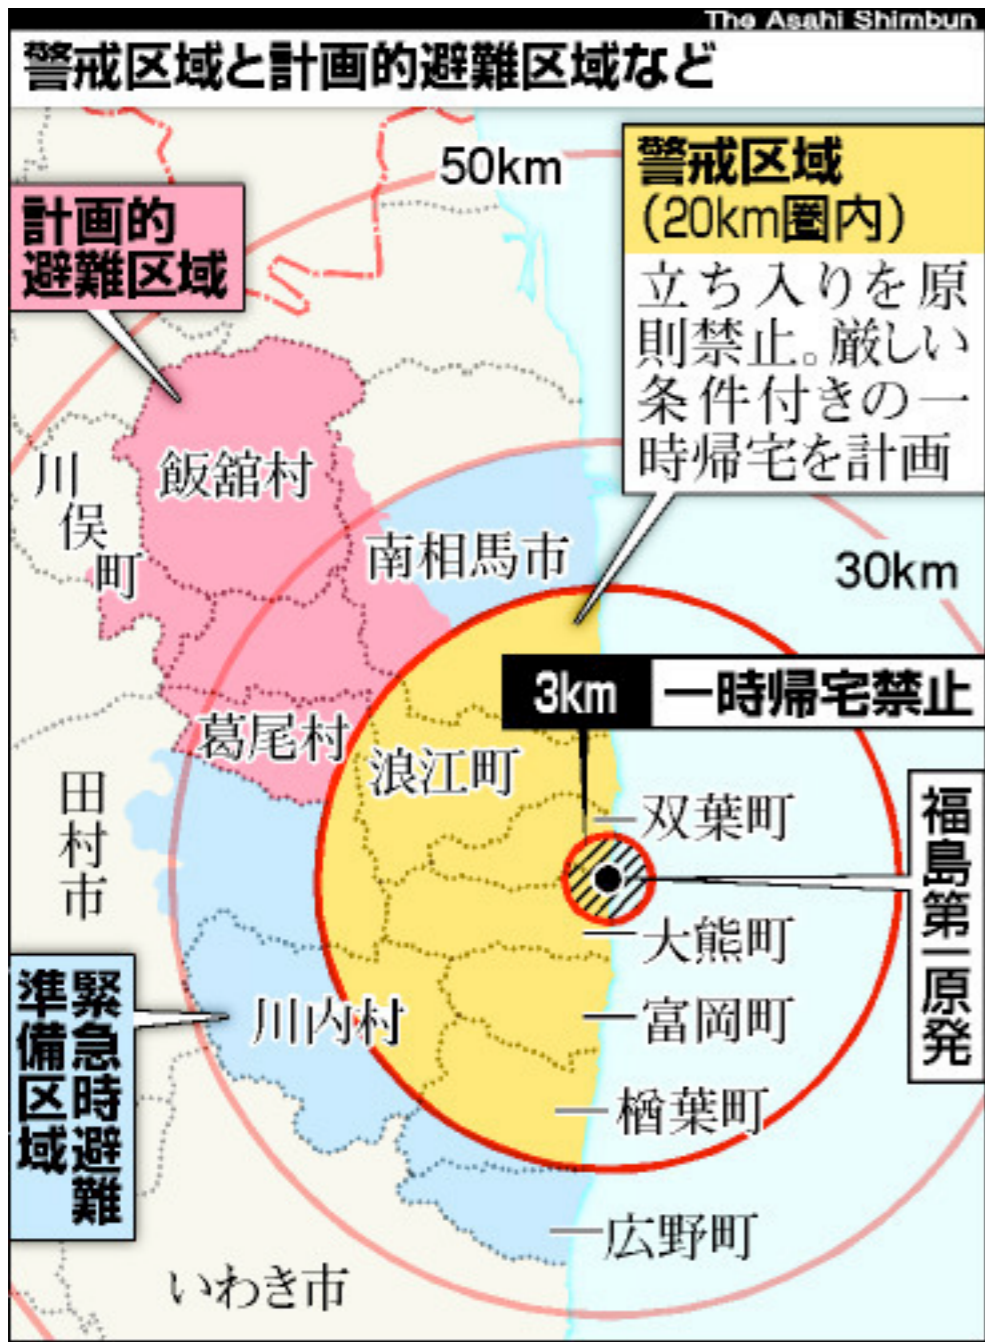 The Asahi Shimbun
警戒区域と計画的避難区域など
50km
警戒区域
（20km圏内）
立ち入りを原
則禁止。厳しい
条件付きの一
時帰宅を計画
計画的
避難区域
川俣町
飯舘村
南相馬市
30km
3km
一時帰宅禁止
葛尾村
浪江町
田村市
双葉町
福島第一原発
大熊町
緊急時避難
準備区域
川内村
富岡町
楢葉町
広野町
いわき市